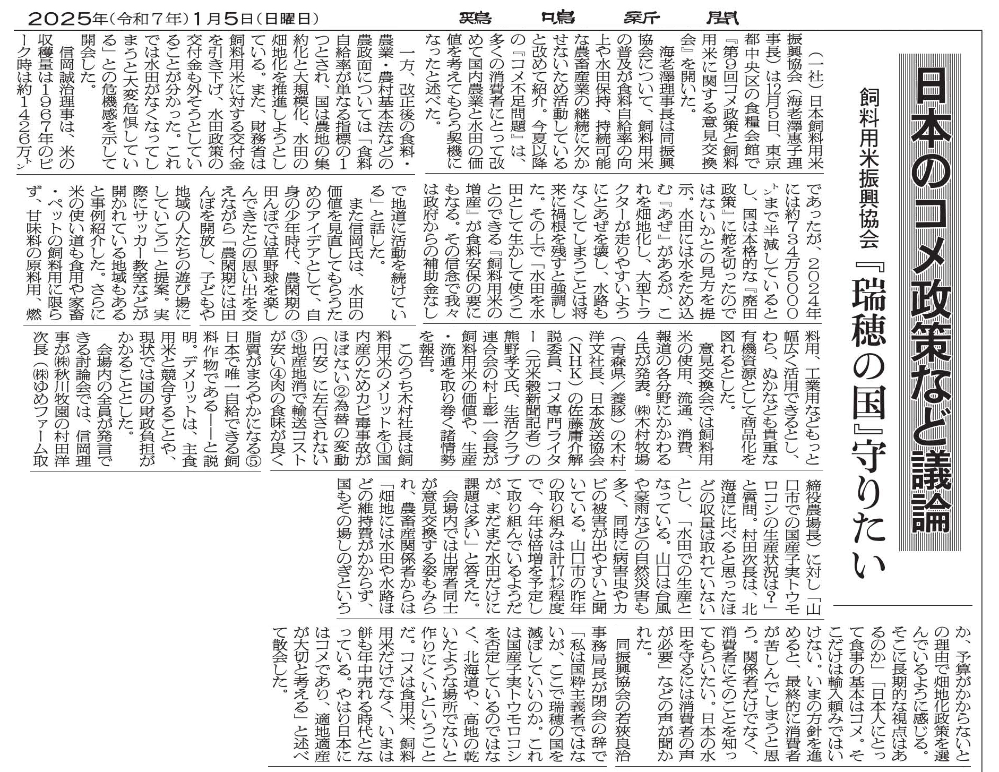 2025年(令和7年)1月5日(日曜日)
鶏鳴新聞
日本のコメ政策など議論
飼料用米振興協会『瑞穂の国』守りたい
（一社）日本飼料用米
振興協会（海老澤惠子理
事長）は12月5日、東京
都中央区の食糧会館で
『第9回コメ政策と飼料
用米に関する意見交換
会』を開いた。
海老澤理事長は同振興
協会について、飼料用米
の普及が食料自給率の向
上や水田保持、持続可能
な農畜産業の継続に欠か
せないため活動している
と改めて紹介。今夏以降
の『コメ不足問題』は、
多くの消費者にとって改
めて国内農業と水田の価
値を考えてもらう契機に
なったと述べた。
一方、改正後の食料・
農業・農村基本法などの
農政面については「食料
自給率が単なる指標の1
つとされ、国は農地の集
約化と大規模化、水田の
畑地化を推進しようとし
ている。また、財務省は
飼料用米に対する交付金
を引き下げ、水田政策の
交付金も外そうとしてい
ることが分かった。これ
では水田がなくなってし
まうと大変危惧してい
る」との危機感を示して
開会した。
信岡誠治理事は、米の
収穫量は1967年のピ
ーク時は約1426万㌧
であったが、2024年
には約734万5000
㌧まで半減していると
し、国は本格的な『廃田
政策』に舵を切ったので
はないかとの見方を提
示。水田には水をため込
む『あぜ』があるが、こ
れを畑地化し、大型トラ
クターが走りやすいよう
にとあぜを壊し、水路も
なくしてしまうことは将
来に禍根を残すと強調し
た。その上で「水田を水
田として生かして使うこ
とのできる『飼料用米の
増産』が食料安保の要に
もなる。その信念で我々
は政府からの補助金なし
で地道に活動を続けてい
る」と話した。
また信岡氏は、水田の
価値を見直してもらうた
めのアイデアとして、自
身の少年時代、農閑期の
田んぼでは草野球を楽し
んできたとの思い出を交
えながら「農閑期には田
んぼを開放し、子どもや
地域の人たちの遊び場に
していこう」と提案。実
際にサッカー教室などが
開かれている地域もある
と事例紹介した。さらに
米の使い道も食用や家畜
・ペットの飼料用に限ら
ず、甘味料の原料用、燃
料用、工業用などもっと
幅広く活用できるとし、
わら、ぬかなども貴重な
有機資源として商品化を
図れるとした。
意見交換会では飼料用
米の使用、流通、消費、
報道の各分野にかかわる
4氏が発表。㈱木村牧場
（青森県／養豚）の木村
洋文社長、日本放送協会
（NHK）の佐藤庸介解
説委員、コメ専門ライタ
ー（元米穀新聞記者）の
熊野孝文氏、生活クラブ
連合会の村上彰一会長が
飼料用米の価値や、生産
・流通を取り巻く諸情勢
を報告。
このうち木村社長は飼
料用米のメリットを①国
内産のためカビ毒事故が
ほぼない②為替の変動
（円安）に左右されない
③地産地消で輸送コスト
が安い④肉の食味が良く
脂質がまろやかになる⑤
日本で唯一自給できる飼
料作物である――と説
明。デメリットは、主食
用米と競合することや、
現状では国の財政負担が
かかることとした。
会場内の全員が発言で
きる討論会では、信岡理
事が㈱秋川牧園の村田洋
次長（㈱ゆめファーム取
締役農場長）に対し「山
口市での国産子実トウモ
ロコシの生産状況は？」
と質問。村田次長は、北
海道に比べると思ったほ
どの収量は取れていない
とし、「水田での生産と
なっている。山口は台風
や豪雨などの自然災害も
多く、同時に病害虫やカ
ビの被害が出やすいと聞
いている。山口市の昨年
の取り組みは計17㌶程度
で、今年は倍増を予定し
て取り組んでいるようだ
が、まだまだ水田だけに
課題は多い」と答えた。
会場内では出席者同士
が意見交換する姿もみら
れ、農畜産関係者からは
「畑地には水田や水路ほ
どの維持費がかからず、
国もその場しのぎという
か、予算がかからないと
の理由で畑地化政策を選
んでいるように感じる。
そこに長期的な視点はあ
るのか」「日本人にとっ
て食事の基本はコメ。そ
こだけは輸入頼みではい
けない。いまの方針を進
めると、最終的に消費者
が苦しんでしまうと思
う。関係者だけでなく、
消費者にそのことを知っ
てもらいたい。日本の水
田を守るには消費者の声
が必要」などの声が聞か
れた。
同振興協会の若狹良治
事務局長が閉会の辞で
「私は国粋主義者ではな
いが、ここで瑞穂の国を
滅ぼしていいのか。これ
は国産子実トウモロコシ
を否定しているのではな
く、北海道や、高地の乾
いたような場所でないと
作りにくいということ
だ。コメは食用米、飼料
用米だけでなく、いまは
餅も年中売れる時代とな
っている。やはり日本に
はコメであり、適地適産
が大切と考える」と述べ
て散会した。